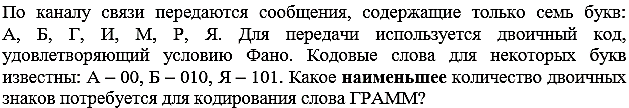 По каналу связи передаются сообщения, содержащие только семь букв:
А, Б, Г, И, М, Р, Я. Для передачи используется двоичный код,
удовлетворяющий условию Фано. Кодовые слова для некоторых букв
известны: А – 00, Б – 010, Я – 101. Какое наименьшее количество двоичных
знаков потребуется для кодирования слова ГРАММ?